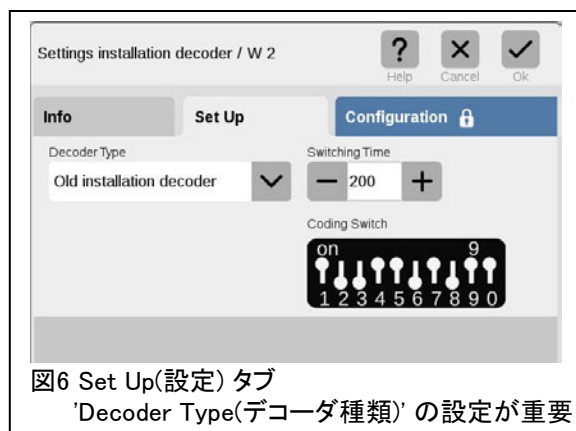 Settings installation decoder / W 2
?
Help
Cancel
Ok
Info
Set Up
Configuration
Decoder Type
Old installation decoder
Switching Time
200
Coding Switch
on 9
1 2 3 4 5 6 7 8 9 0
図6 Set Up(設定) タブ
'Decoder Type(デコーダ種類)' の設定が重要